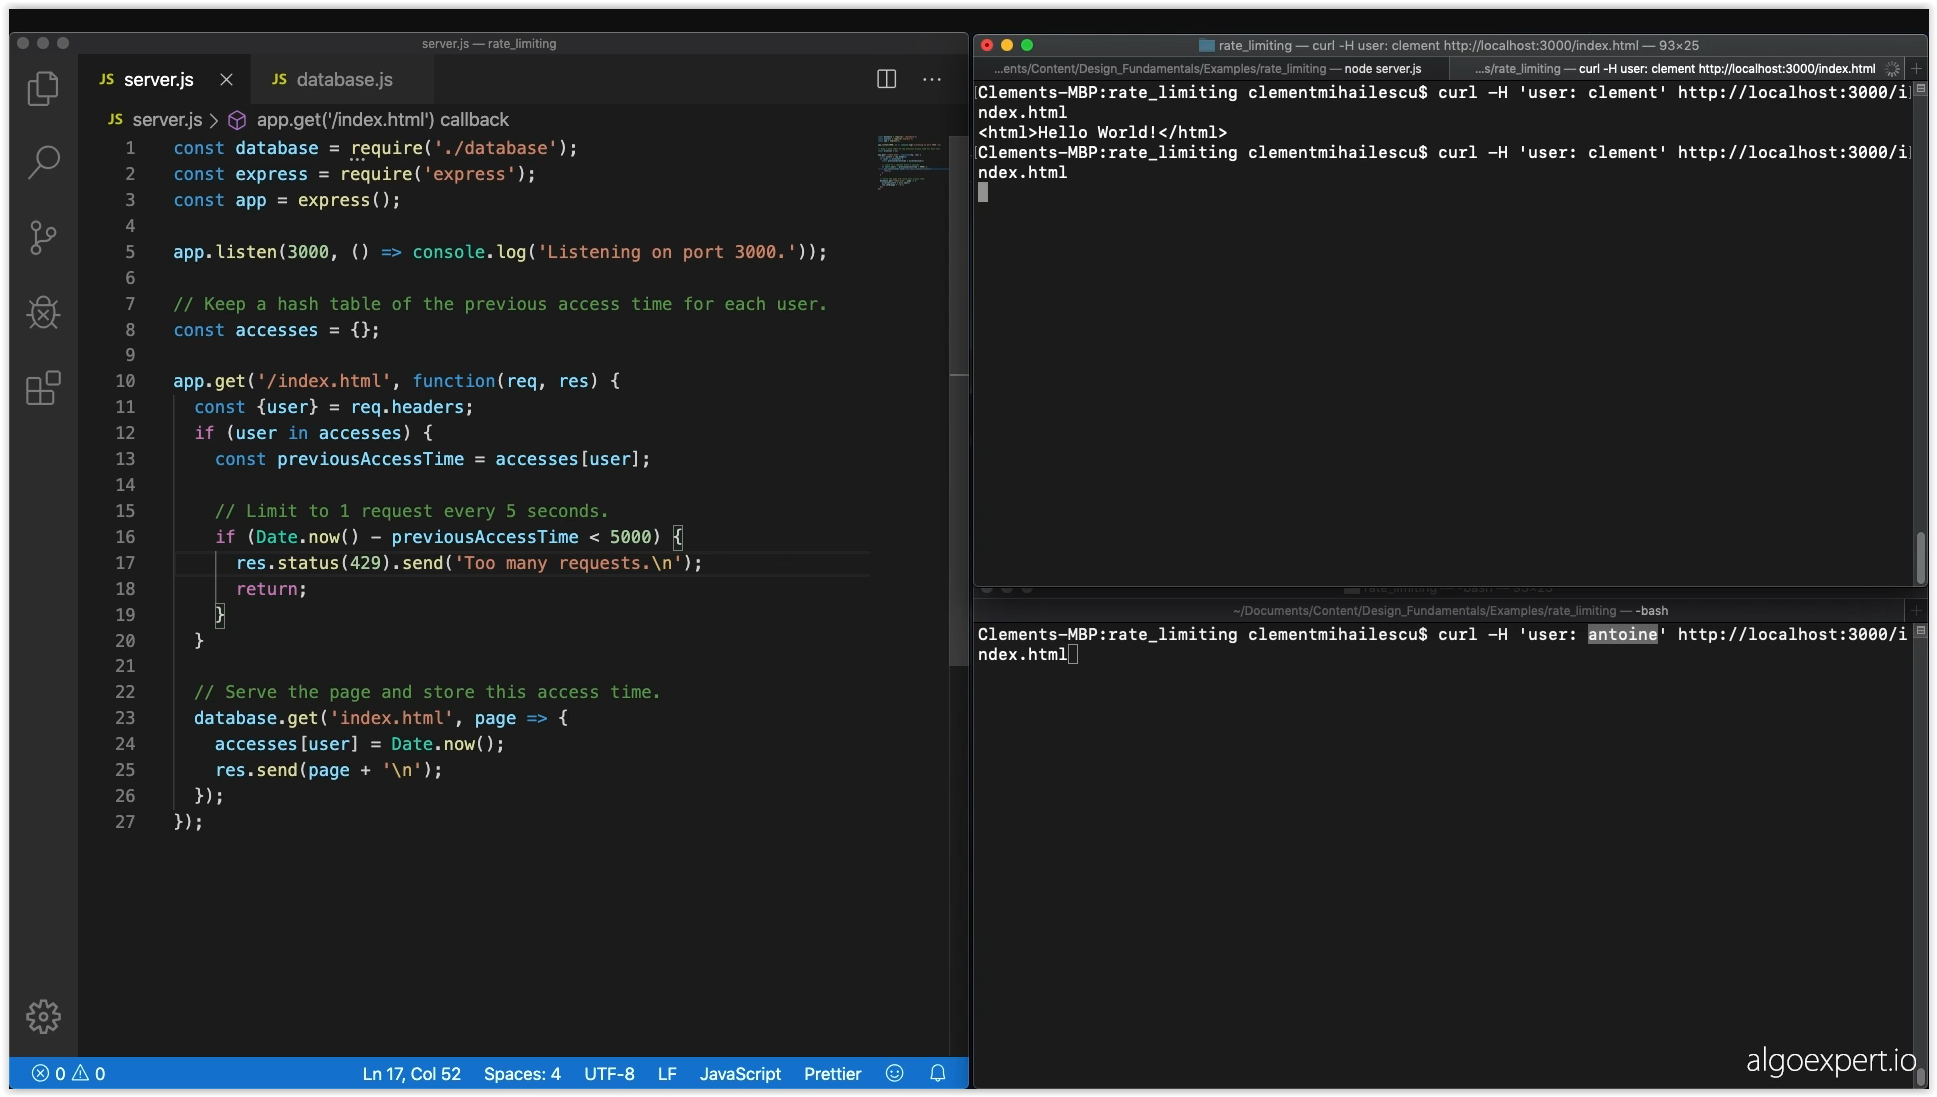 server.js — rate_limiting
JS server.js
JS database.js
JS server.js > app.get('/index.html') callback
1 const database = require('./database');
2 const express = require('express');
3 const app = express();
4
5 app.listen(3000, () => console.log('Listening on port 3000.'));
6
7 // Keep a hash table of the previous access time for each user.
8 const accesses = {};
9
10 app.get('/index.html', function(req, res) {
11 const {user} = req.headers;
12 if (user in accesses) {
13 const previousAccessTime = accesses[user];
14
15 // Limit to 1 request every 5 seconds.
16 if (Date.now() - previousAccessTime < 5000) {
17 res.status(429).send('Too many requests.\n');
18 return;
19 }
20 }
21
22 // Serve the page and store this access time.
23 database.get('index.html', page => {
24 accesses[user] = Date.now();
25 res.send(page + '\n');
26 });
27 });
0 0
Ln 17, Col 52 Spaces: 4 UTF-8 LF JavaScript Prettier
rate_limiting — curl -H user: clement http://localhost:3000/index.html — 93×25
...ents/Content/Design_Fundamentals/Examples/rate_limiting — node server.js
...s/rate_limiting — curl -H user: clement http://localhost:3000/index.html
Clements-MBP:rate_limiting clementmihailescu$ curl -H 'user: clement' http://localhost:3000/i
ndex.html
<html>Hello World!</html>
Clements-MBP:rate_limiting clementmihailescu$ curl -H 'user: clement' http://localhost:3000/i
ndex.html
rate_limiting — -bash — 93×25
~/Documents/Content/Design_Fundamentals/Examples/rate_limiting — -bash
Clements-MBP:rate_limiting clementmihailescu$ curl -H 'user: antoine' http://localhost:3000/i
ndex.html
algoexpert.io